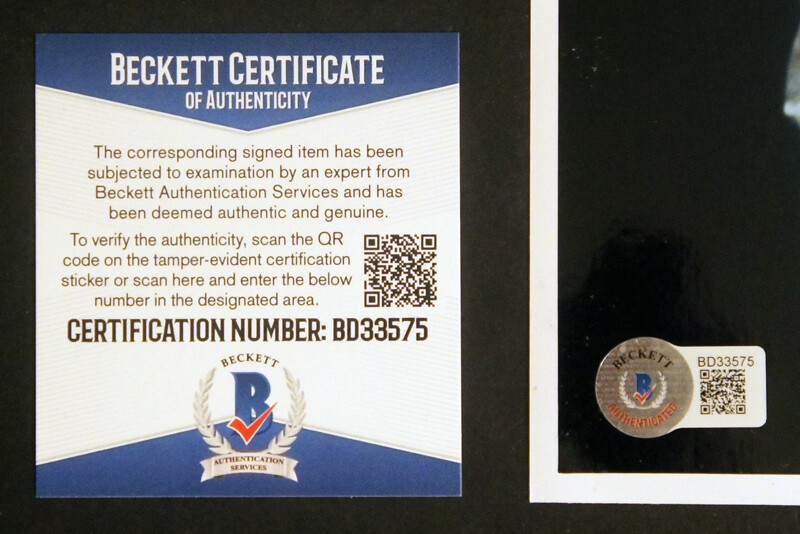 BECKETT CERTIFICATE
OF AUTHENTICITY
The corresponding signed item has been
subjected to examination by an expert from
Beckett Authentication Services and has
been deemed authentic and genuine.
To verify the authenticity, scan the QR
code on the tamper-evident certification
sticker or scan here and enter the below
number in the designated area.
CERTIFICATION NUMBER: BD33575
BECKETT
B
AUTHENTICATION
SERVICES
BECKETT
B
AUTHENTICATED
BD33575